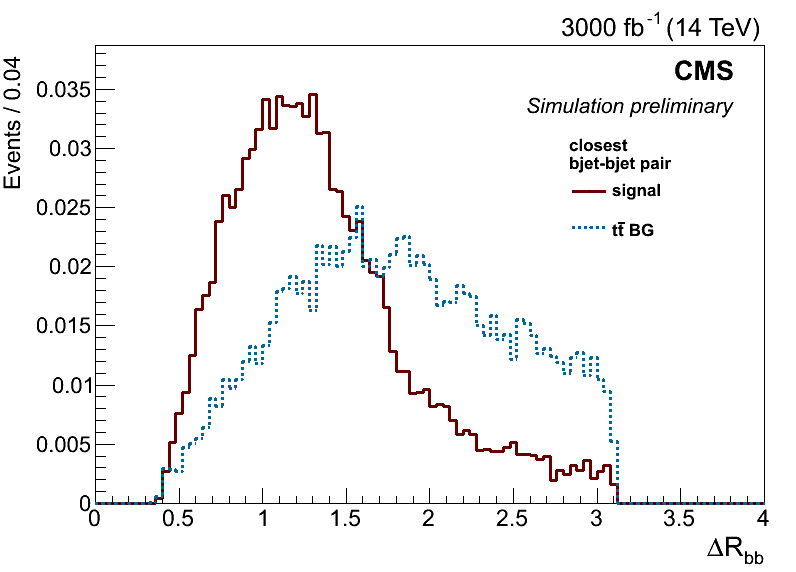 3000 fb⁻¹ (14 TeV)
CMS
Simulation preliminary
closest
bjet-bjet pair
signal
tt̄ BG
Events / 0.04
0.035
0.03
0.025
0.02
0.015
0.01
0.005
0
0 0.5 1 1.5 2 2.5 3 3.5 4
ΔR_bb